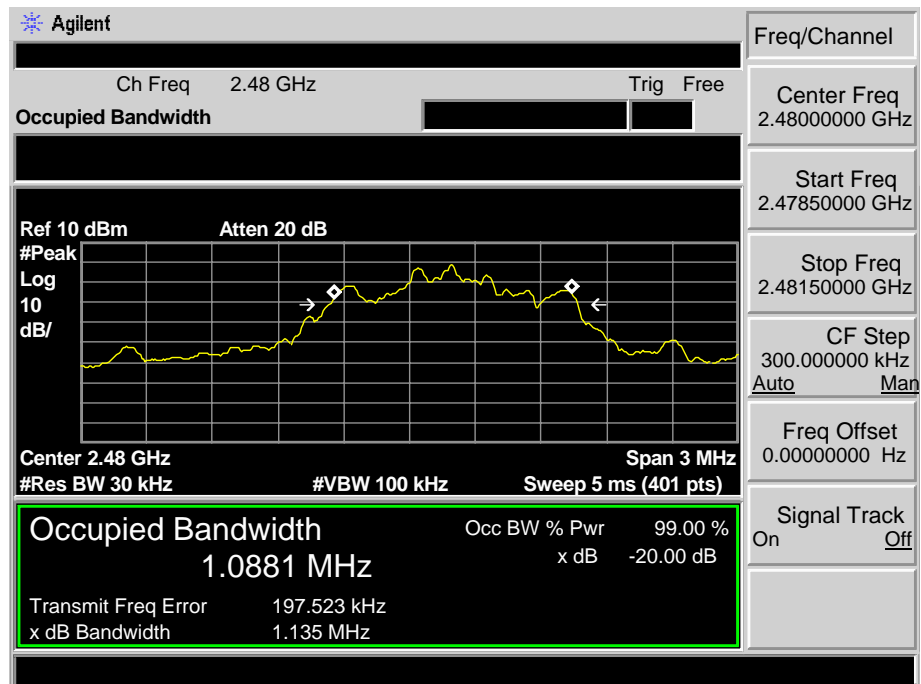 Agilent
Freq/Channel
Ch Freq 2.48 GHz Trig Free
Occupied Bandwidth
Center Freq
2.48000000 GHz
Start Freq
2.47850000 GHz
Stop Freq
2.48150000 GHz
CF Step
300.000000 kHz
Auto Man
Freq Offset
0.00000000 Hz
Signal Track
On Off
Ref 10 dBm Atten 20 dB
#Peak
Log
10
dB/
Center 2.48 GHz Span 3 MHz
#Res BW 30 kHz #VBW 100 kHz Sweep 5 ms (401 pts)
Occupied Bandwidth Occ BW % Pwr 99.00 %
1.0881 MHz x dB -20.00 dB
Transmit Freq Error 197.523 kHz
x dB Bandwidth 1.135 MHz